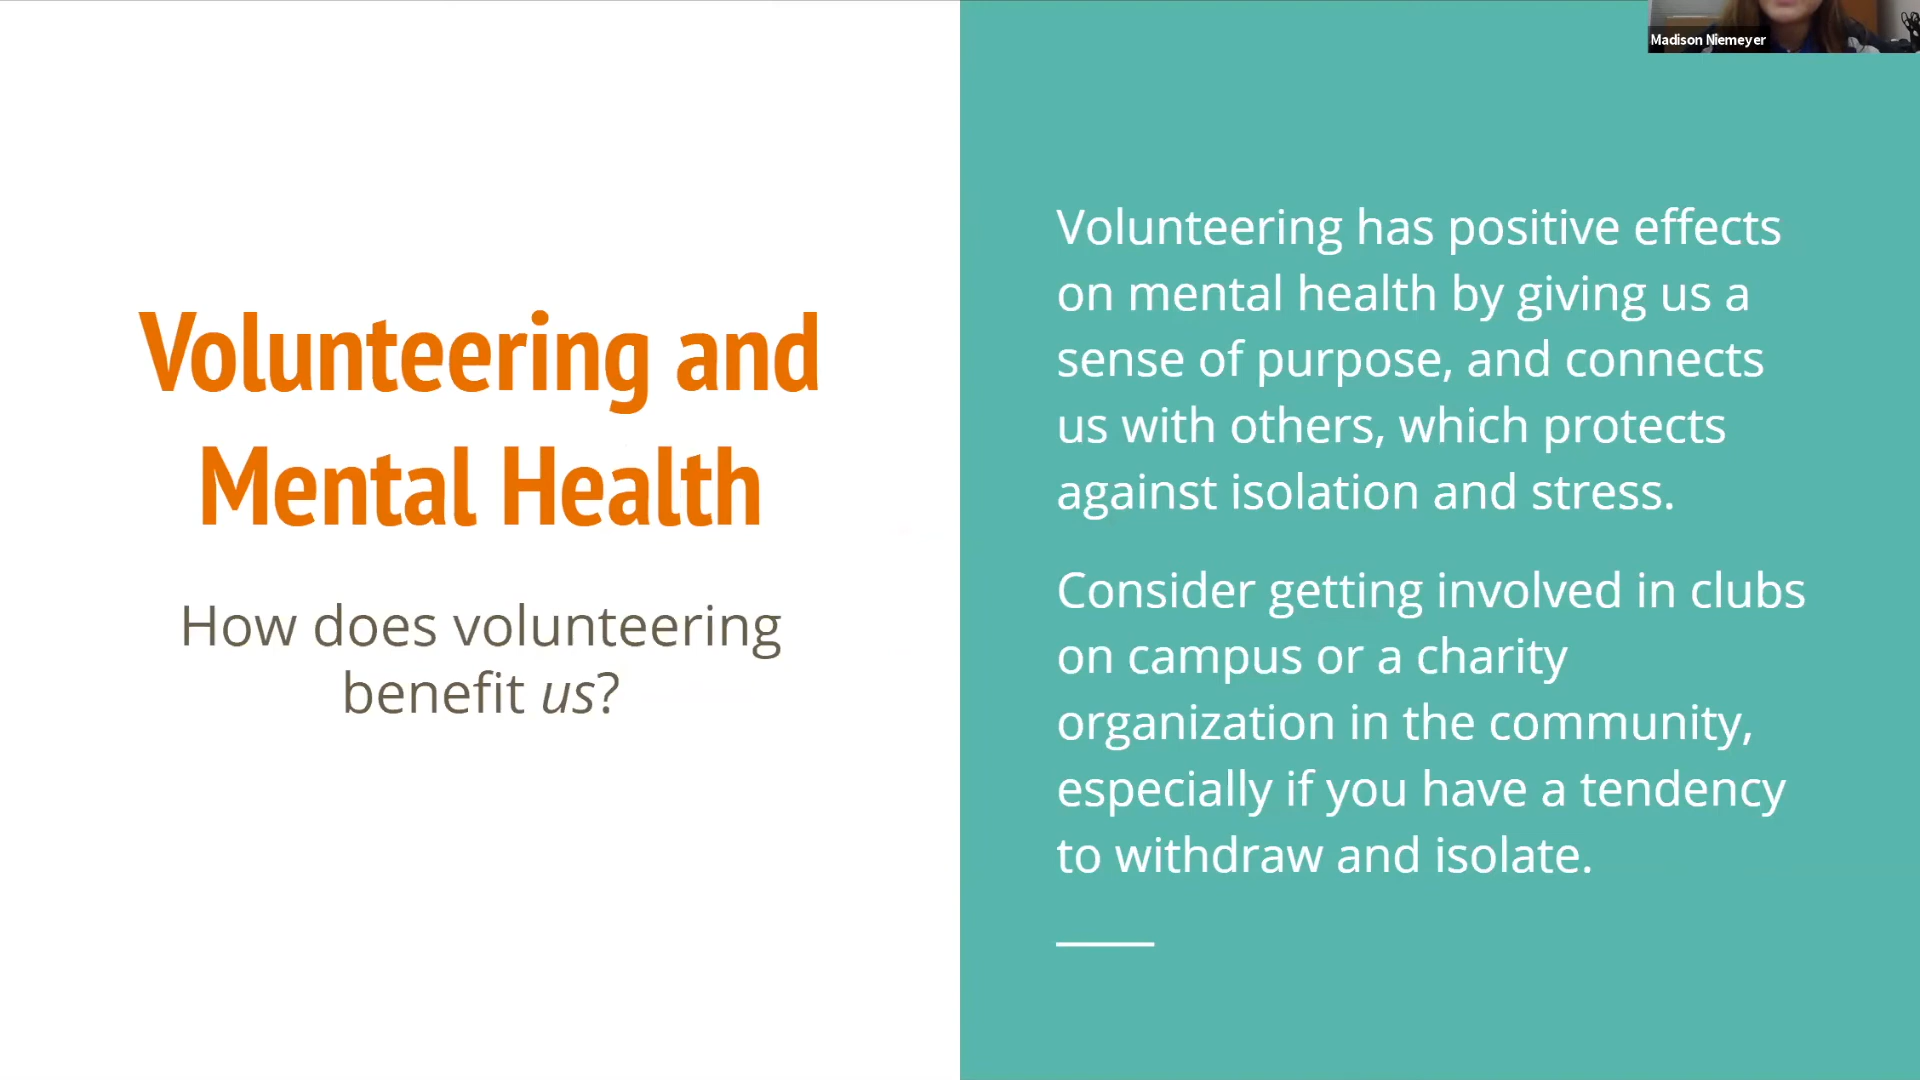 Madison Niemeyer
Volunteering and
Mental Health
How does volunteering
benefit us?
Volunteering has positive effects
on mental health by giving us a
sense of purpose, and connects
us with others, which protects
against isolation and stress.
Consider getting involved in clubs
on campus or a charity
organization in the community,
especially if you have a tendency
to withdraw and isolate.